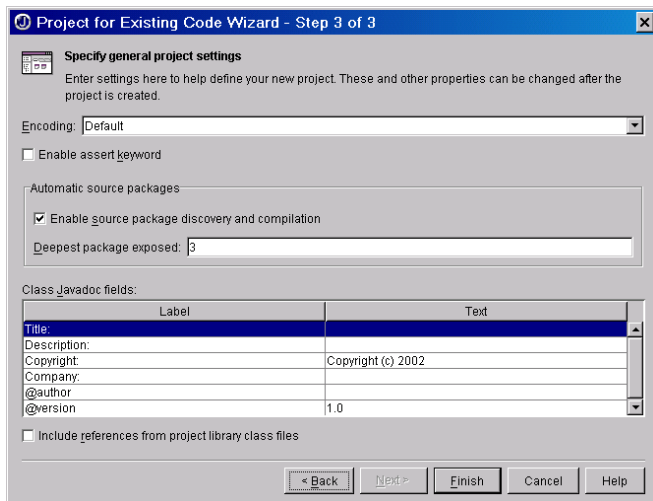 Project for Existing Code Wizard - Step 3 of 3
Specify general project settings
Enter settings here to help define your new project. These and other properties can be changed after the
project is created.
Encoding: Default
Enable assert keyword
Automatic source packages
Enable source package discovery and compilation
Deepest package exposed: 3
Class Javadoc fields:
Label Text
Title:
Description:
Copyright: Copyright (c) 2002
Company:
@author
@version 1.0
Include references from project library class files
< Back Next > Finish Cancel Help